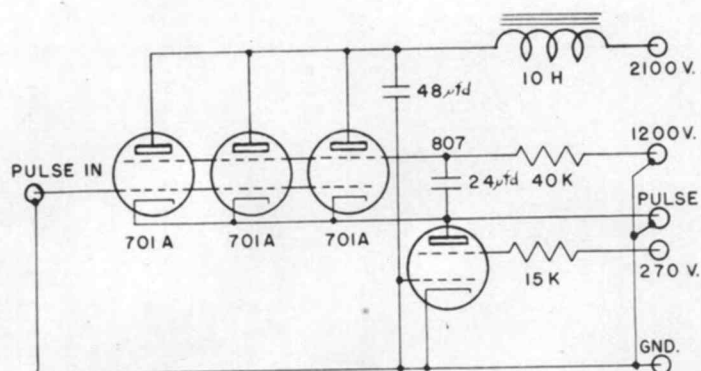 10 H
2100 V.
48 μfd
1200 V.
807
PULSE IN
24 μfd
40 K
PULSE
701 A
701 A
701 A
270 V.
15 K
GND.